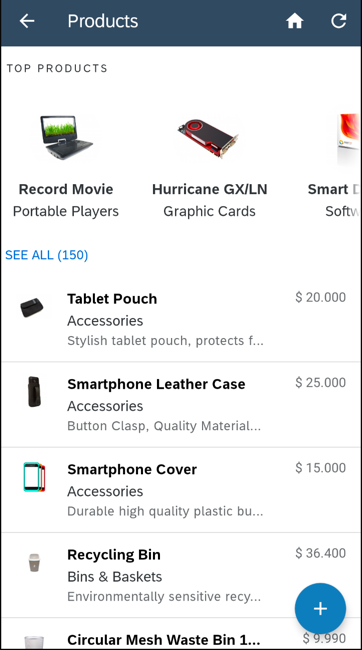 Products
TOP PRODUCTS
Record Movie
Hurricane GX/LN
Smart D
Portable Players
Graphic Cards
Softw
SEE ALL (150)
Tablet Pouch
$ 20.000
Accessories
Stylish tablet pouch, protects f...
Smartphone Leather Case
$ 25.000
Accessories
Button Clasp, Quality Material...
Smartphone Cover
$ 15.000
Accessories
Durable high quality plastic bu...
Recycling Bin
$ 36.400
Bins & Baskets
Environmentally sensitive recy...
Circular Mesh Waste Bin 1...
$ 9.990